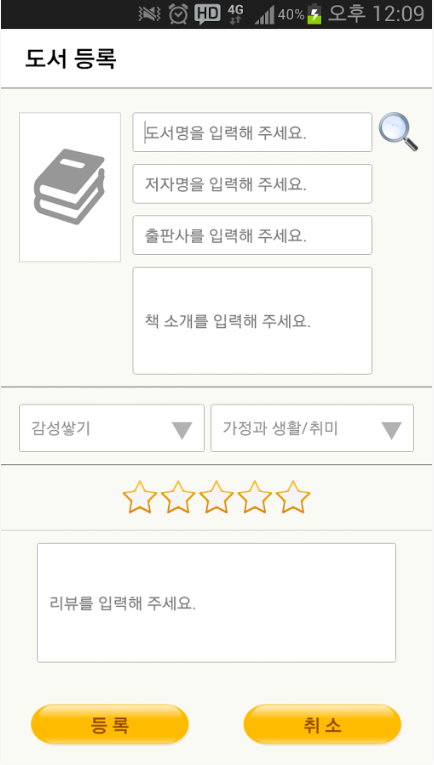 HD 4G 40% 오후 12:09
도서 등록
도서명을 입력해 주세요.
저자명을 입력해 주세요.
출판사를 입력해 주세요.
책 소개를 입력해 주세요.
감성쌓기 가정과 생활/취미
리뷰를 입력해 주세요.
등록 취소